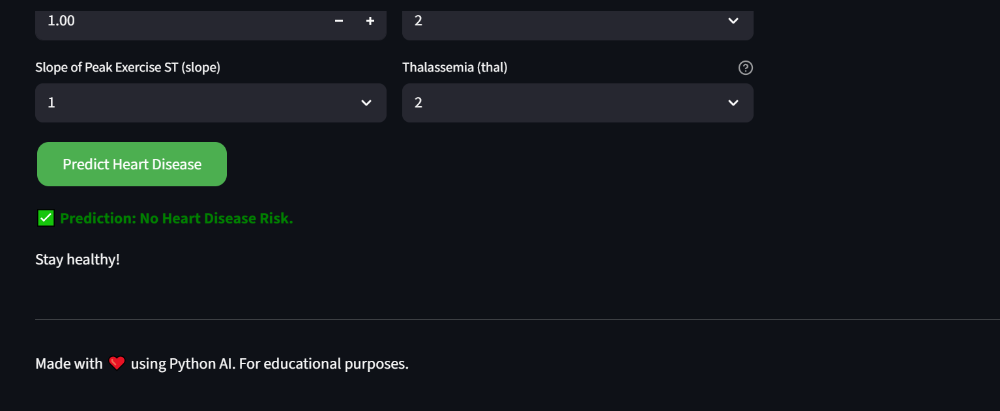 1.00
2
Slope of Peak Exercise ST (slope)
Thalassemia (thal)
?
1
2
Predict Heart Disease
✅ Prediction: No Heart Disease Risk.
Stay healthy!
Made with ❤️ using Python AI. For educational purposes.